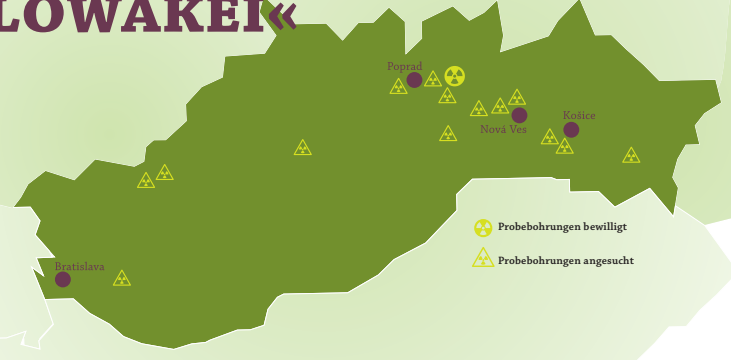 LOWAKEI«
Poprad
Košice
Nová Ves
Probebohrungen bewilligt
Probebohrungen angesucht
Bratislava